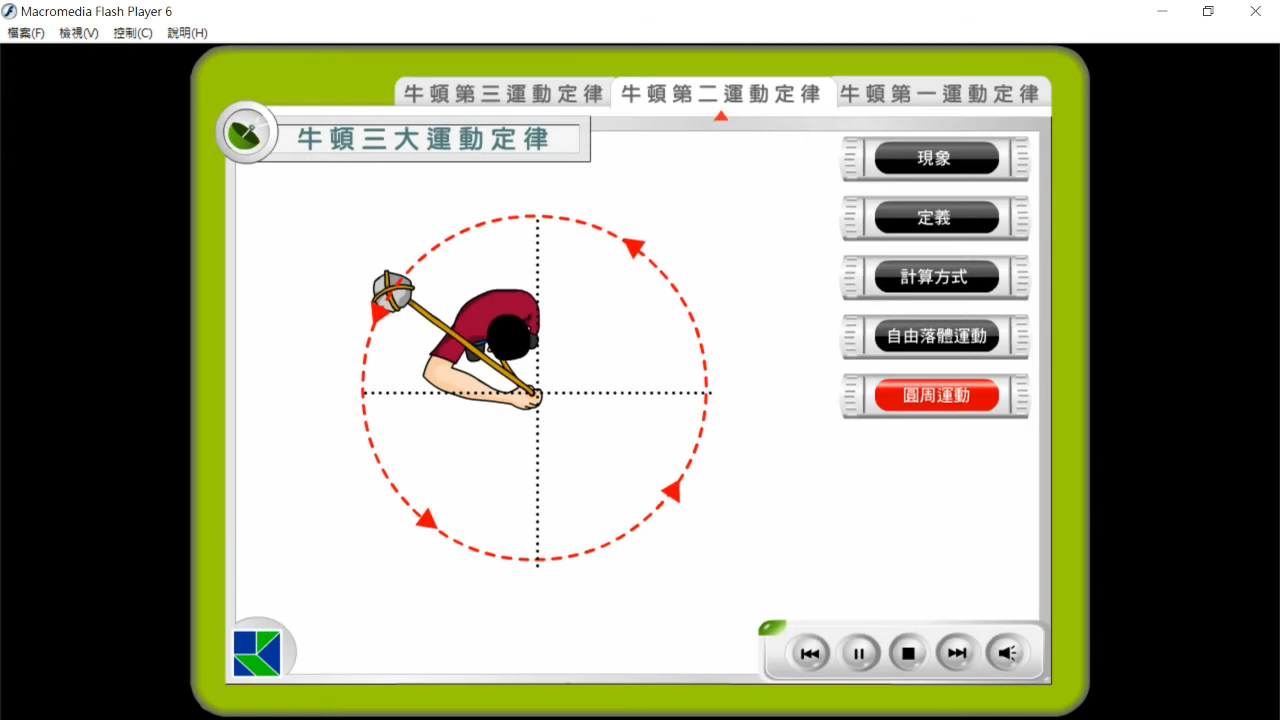 Macromedia Flash Player 6
檔案(F) 檢視(V) 控制(C) 說明(H)
牛頓第三運動定律 牛頓第二運動定律 牛頓第一運動定律
牛頓三大運動定律
現象
定義
計算方式
自由落體運動
圓周運動